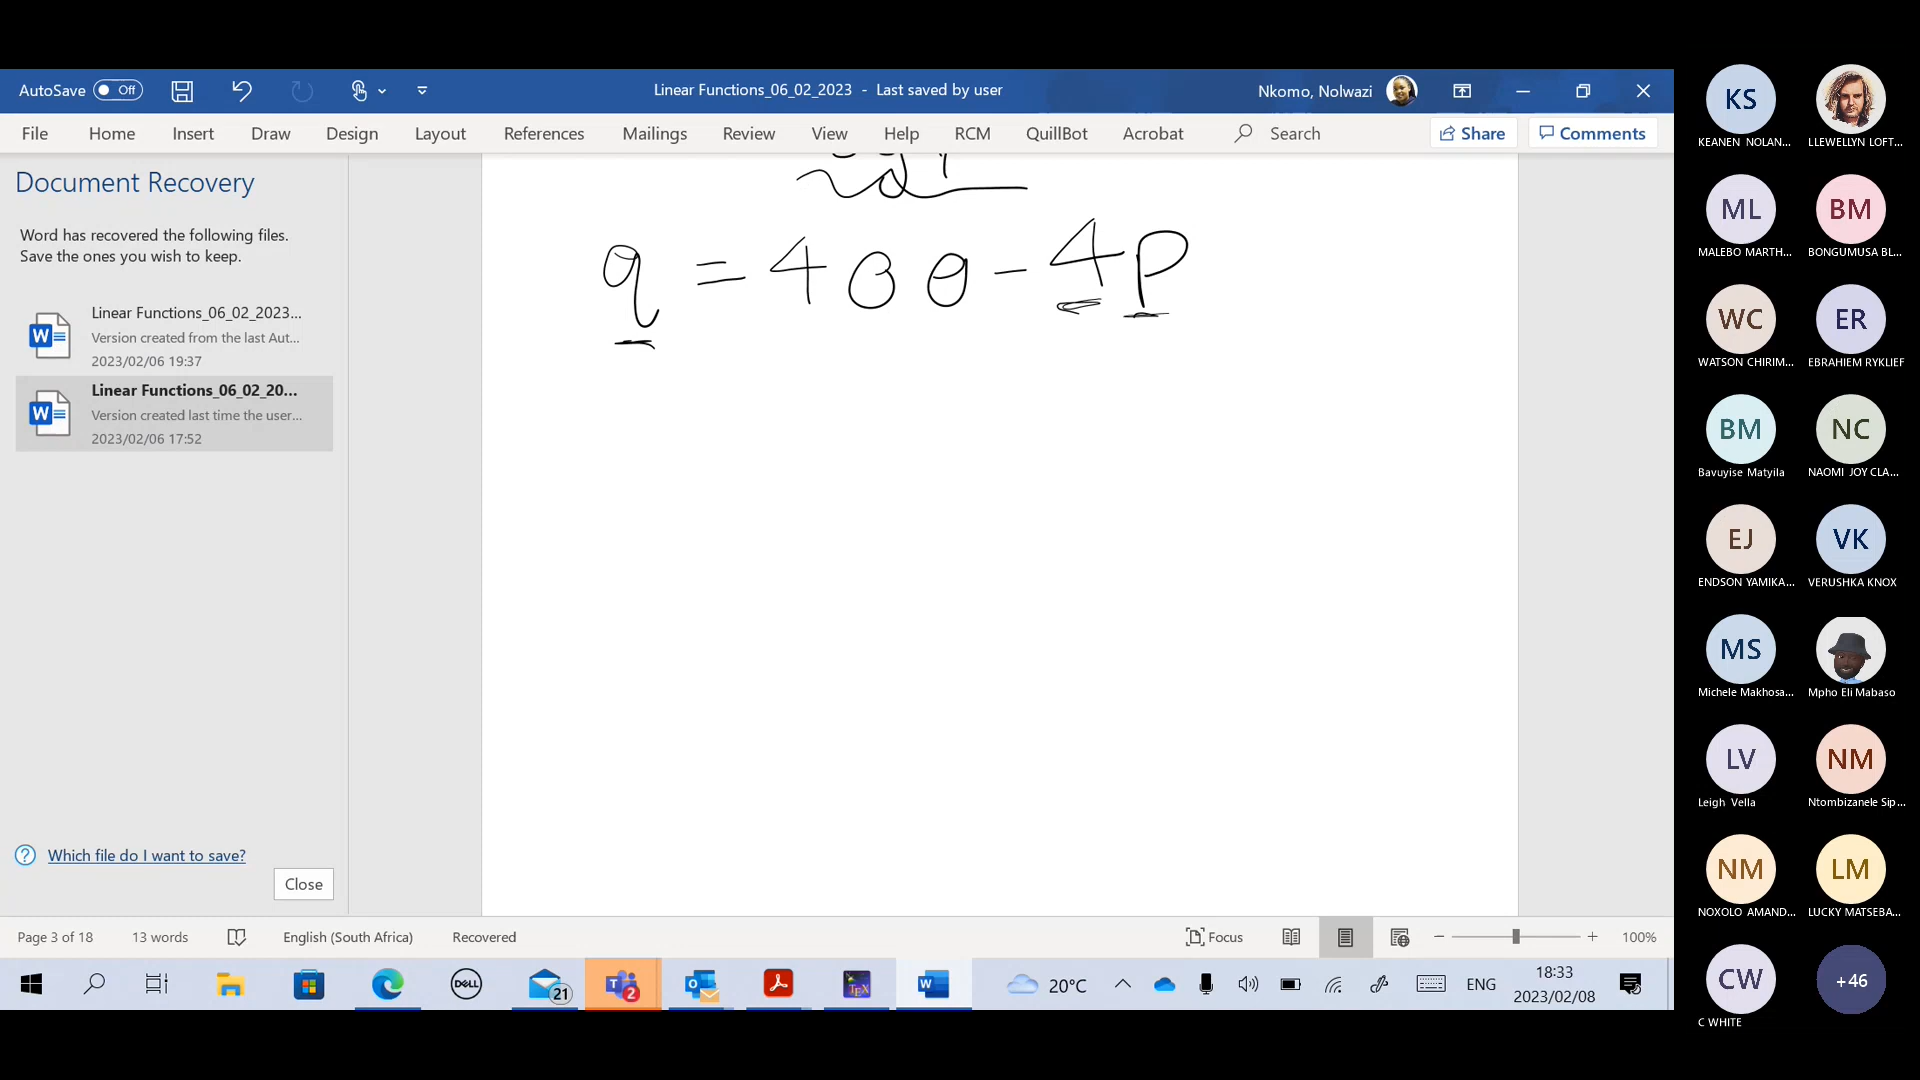 AutoSave Off
Linear Functions_06_02_2023 - Last saved by user
Nkomo, Nolwazi
File Home Insert Draw Design Layout References Mailings Review View Help RCM QuillBot Acrobat Search Share Comments
Document Recovery
Word has recovered the following files.
Save the ones you wish to keep.
Linear Functions_06_02_2023...
Version created from the last Aut...
2023/02/06 19:37
Linear Functions_06_02_20...
Version created last time the user...
2023/02/06 17:52
Which file do I want to save?
Close
q = 400 - 4p
Page 3 of 18 13 words English (South Africa) Recovered Focus 100%
DELL 21 T 2 TEX 20°C ENG 18:33
2023/02/08
KS
KEANEN NOLAN...
LLEWELLYN LOFT...
ML BM
MALEBO MARTH... BONGUMUSA BL...
WC ER
WATSON CHIRIM... EBRAHIEM RYKLIEF
BM NC
Bavuyise Matyila NAOMI JOY CLA...
EJ VK
ENDSON YAMIKA... VERUSHKA KNOX
MS
Michele Makhosa... Mpho Eli Mabaso
LV NM
Leigh Vella Ntombizanele Sip...
NM LM
NOXOLO AMAND... LUCKY MATSEBA...
CW +46
C WHITE